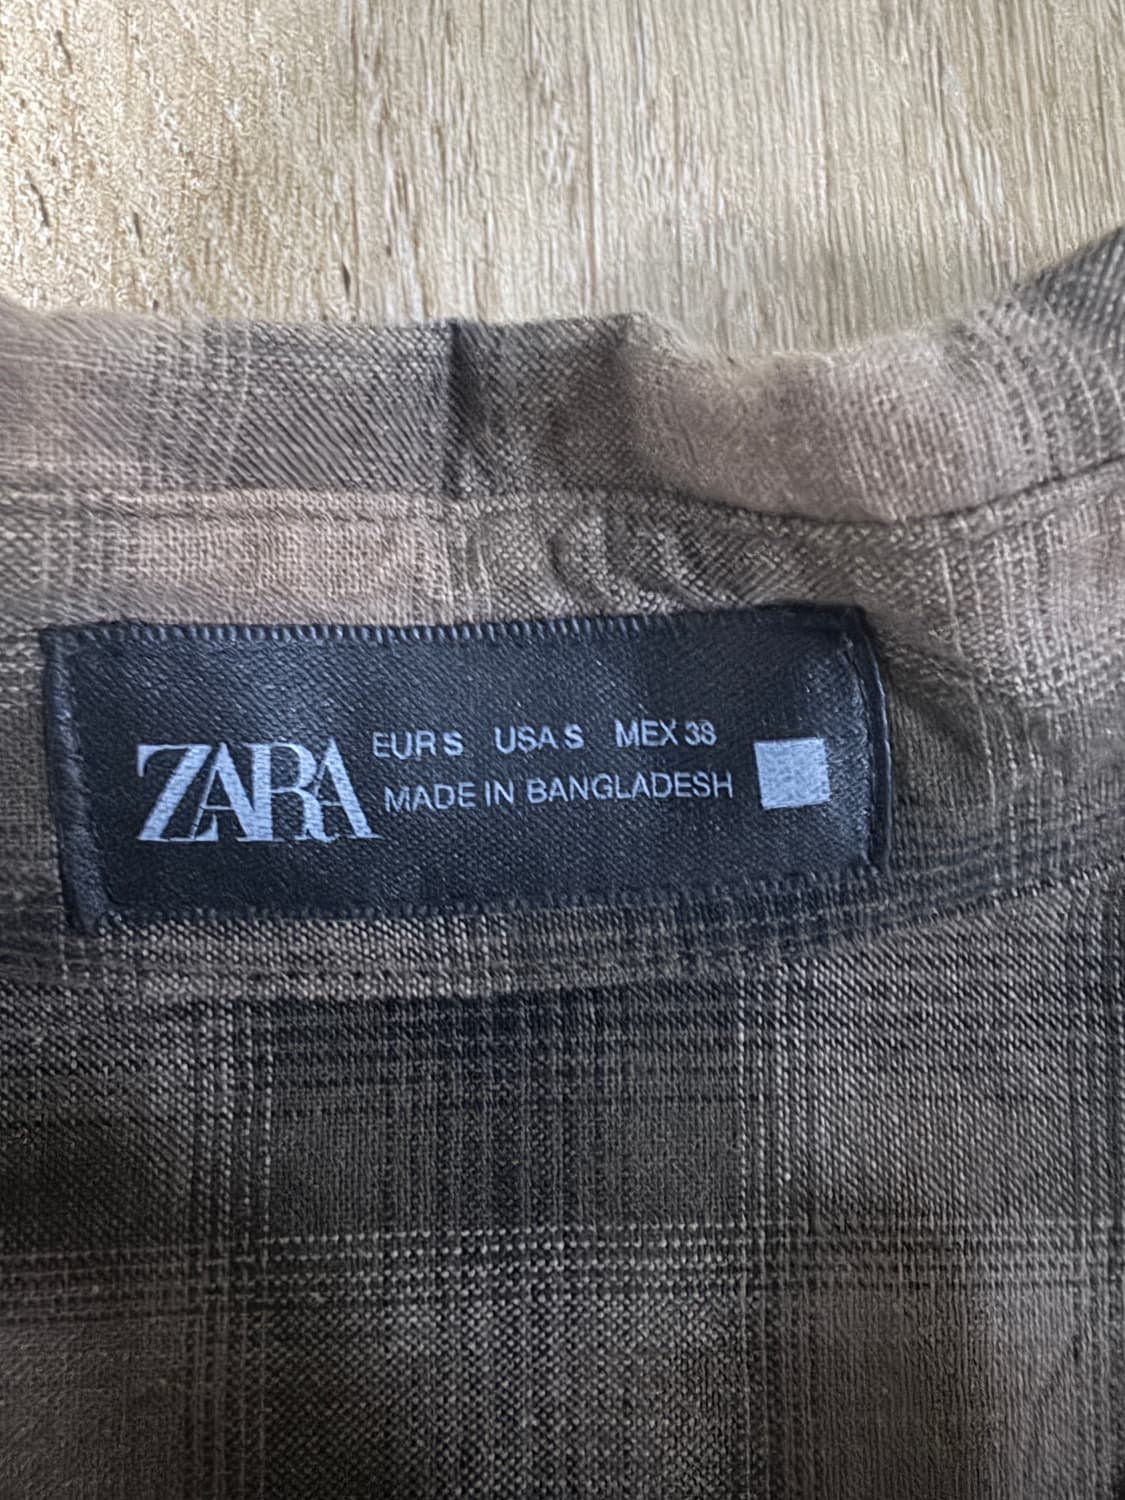 ZARA
EUR S USA S MEX 38
MADE IN BANGLADESH